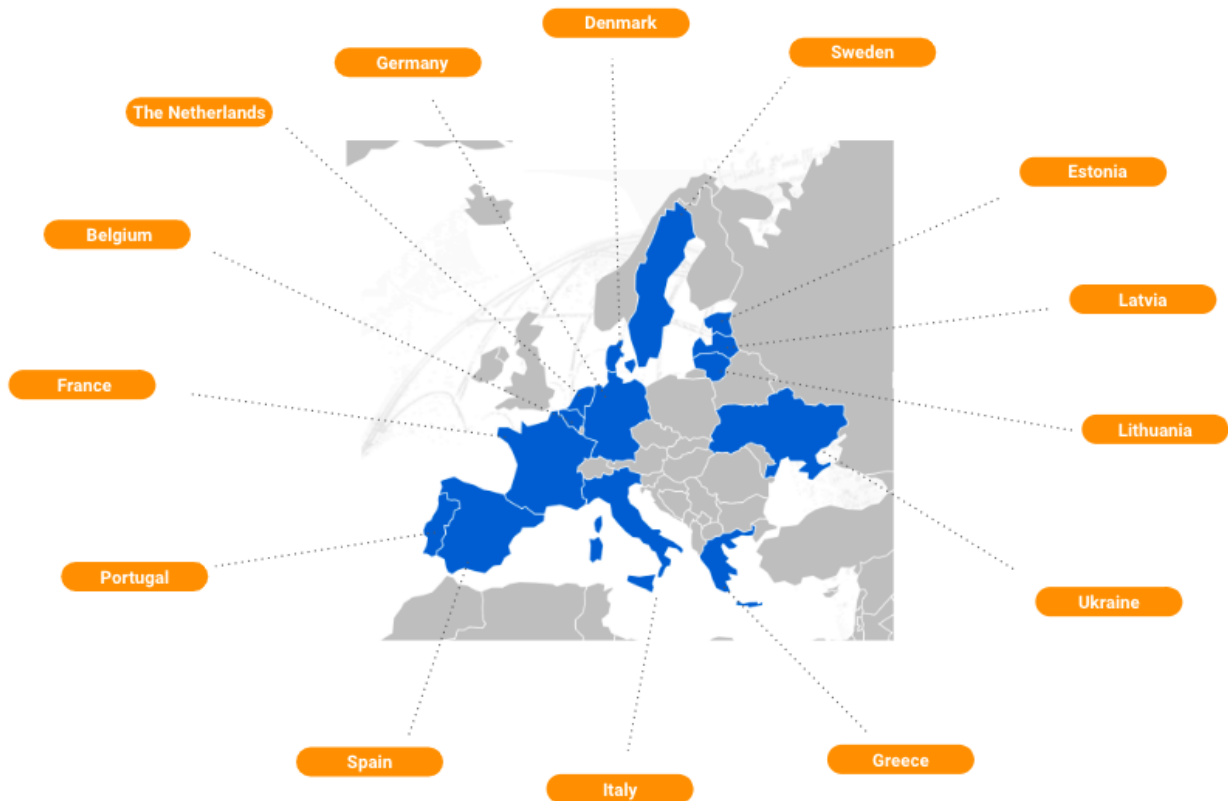 Denmark
Sweden
Germany
The Netherlands
Estonia
Belgium
Latvia
France
Lithuania
Portugal
Ukraine
Spain
Greece
Italy